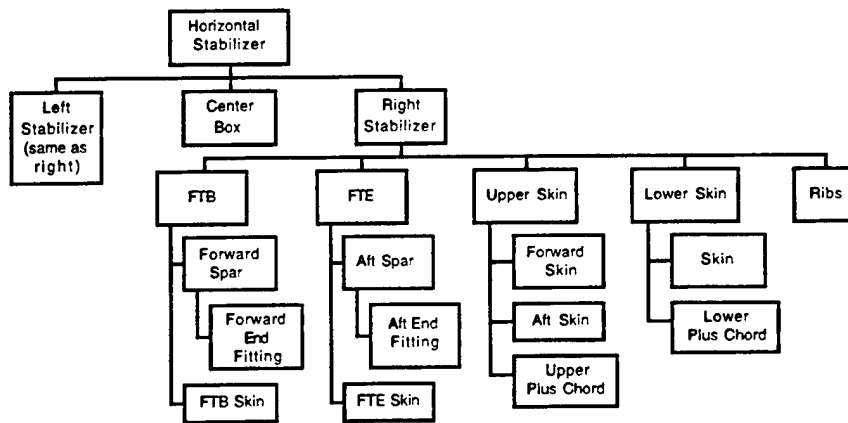 Horizontal
Stabilizer
Left
Stabilizer
(same as
right)
Center
Box
Right
Stabilizer
FTB
FTE
Upper Skin
Lower Skin
Ribs
Forward
Spar
Forward
End
Fitting
FTB Skin
Aft Spar
Aft End
Fitting
FTE Skin
Forward
Skin
Aft Skin
Upper
Plus Chord
Skin
Lower
Plus Chord